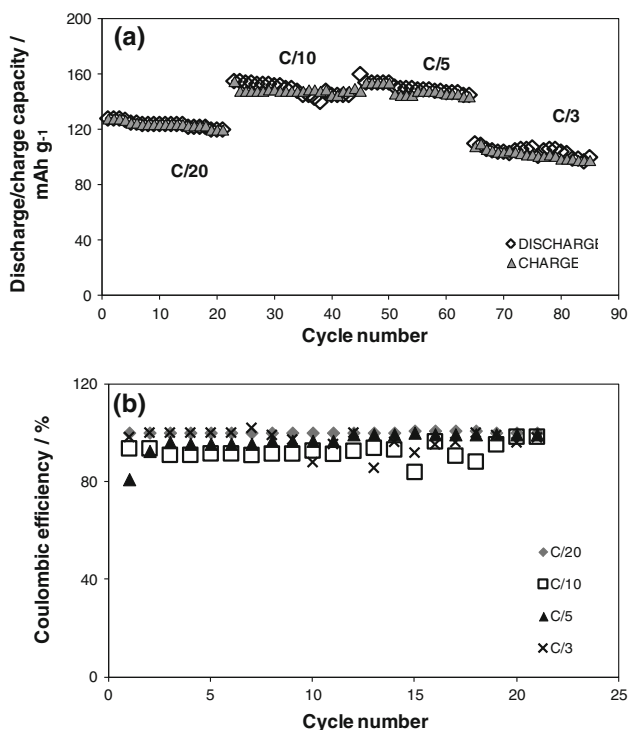 (a)
Discharge/charge capacity /
mAh g-1
200
160
120
80
40
0
C/20
C/10
C/5
C/3
DISCHARGE
CHARGE
0 10 20 30 40 50 60 70 80 90
Cycle number
(b)
Coulombic efficiency / %
120
80
40
0
C/20
C/10
C/5
C/3
0 5 10 15 20 25
Cycle number